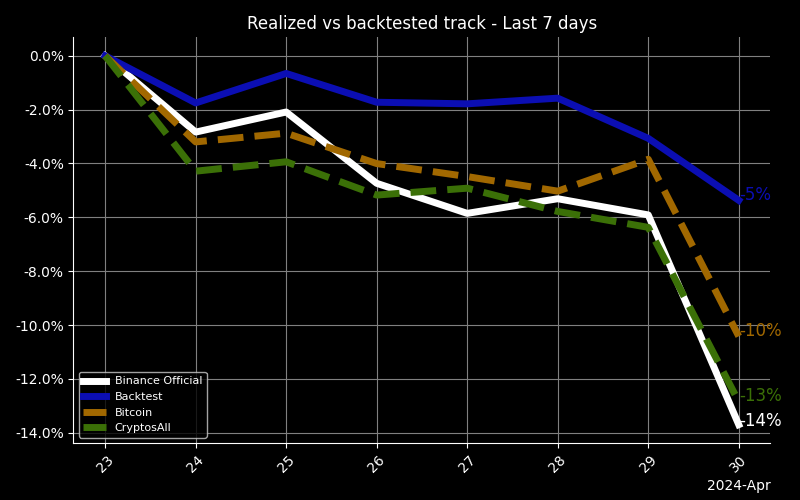 Realized vs backtested track - Last 7 days
0.0%
-2.0%
-4.0%
-6.0%
-8.0%
-10.0%
-12.0%
-14.0%
-5%
-10%
-13%
-14%
Binance Official
Backtest
Bitcoin
CryptosAll
23 24 25 26 27 28 29 30
2024-Apr